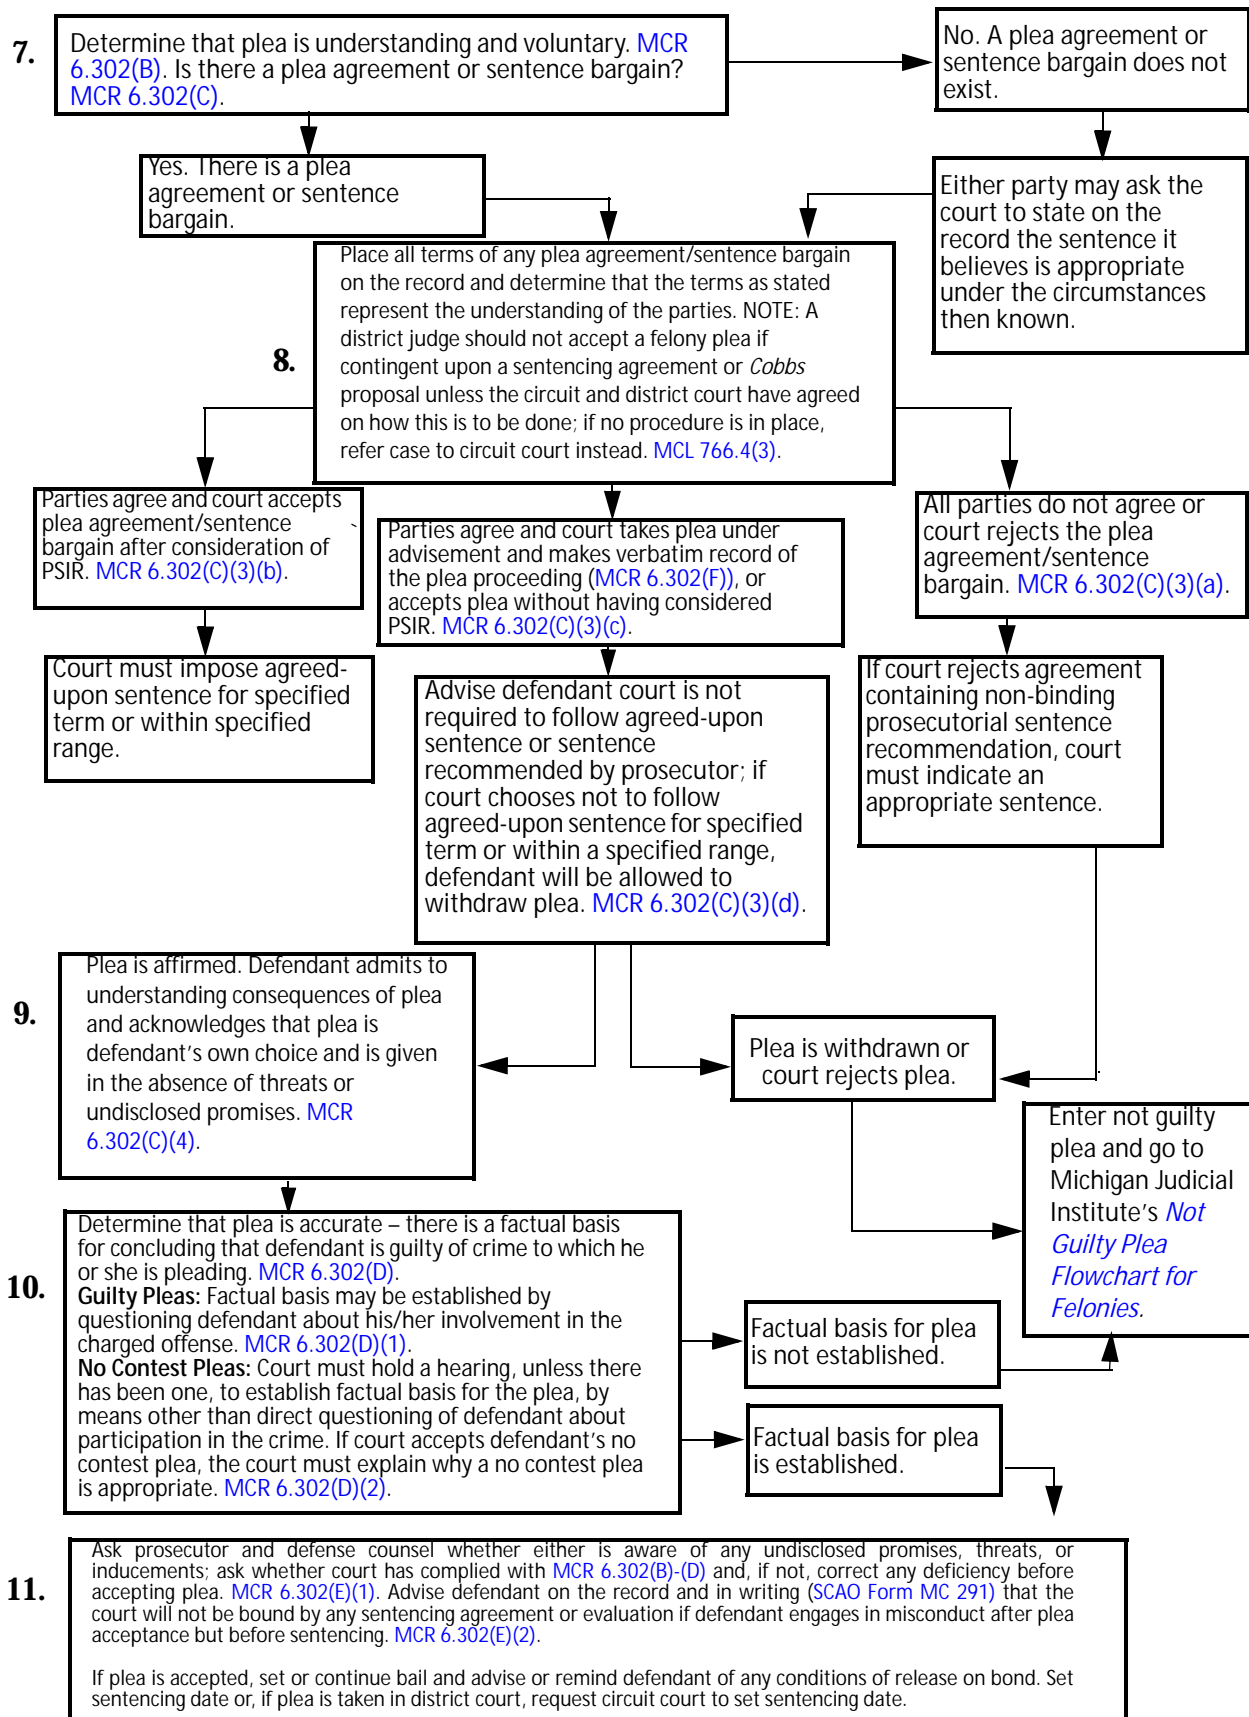 7.
Determine that plea is understanding and voluntary. MCR
6.302(B). Is there a plea agreement or sentence bargain?
MCR 6.302(C).
No. A plea agreement or
sentence bargain does not
exist.
Yes. There is a plea
agreement or sentence
bargain.
Either party may ask the
court to state on the
record the sentence it
believes is appropriate
under the circumstances
then known.
8.
Place all terms of any plea agreement/sentence bargain
on the record and determine that the terms as stated
represent the understanding of the parties. NOTE: A
district judge should not accept a felony plea if
contingent upon a sentencing agreement or Cobbs
proposal unless the circuit and district court have agreed
on how this is to be done; if no procedure is in place,
refer case to circuit court instead. MCL 766.4(3).
Parties agree and court accepts
plea agreement/sentence
bargain after consideration of
PSIR. MCR 6.302(C)(3)(b).
Parties agree and court takes plea under
advisement and makes verbatim record of
the plea proceeding (MCR 6.302(F)), or
accepts plea without having considered
PSIR. MCR 6.302(C)(3)(c).
All parties do not agree or
court rejects the plea
agreement/sentence
bargain. MCR 6.302(C)(3)(a).
Court must impose agreed-
upon sentence for specified
term or within specified
range.
Advise defendant court is not
required to follow agreed-upon
sentence or sentence
recommended by prosecutor; if
court chooses not to follow
agreed-upon sentence for specified
term or within a specified range,
defendant will be allowed to
withdraw plea. MCR 6.302(C)(3)(d).
If court rejects agreement
containing non-binding
prosecutorial sentence
recommendation, court
must indicate an
appropriate sentence.
9.
Plea is affirmed. Defendant admits to
understanding consequences of plea
and acknowledges that plea is
defendant's own choice and is given
in the absence of threats or
undisclosed promises. MCR
6.302(C)(4).
Plea is withdrawn or
court rejects plea.
Enter not guilty
plea and go to
Michigan Judicial
Institute's Not
Guilty Plea
Flowchart for
Felonies.
10.
Determine that plea is accurate – there is a factual basis
for concluding that defendant is guilty of crime to which he
or she is pleading. MCR 6.302(D).
Guilty Pleas: Factual basis may be established by
questioning defendant about his/her involvement in the
charged offense. MCR 6.302(D)(1).
No Contest Pleas: Court must hold a hearing, unless there
has been one, to establish factual basis for the plea, by
means other than direct questioning of defendant about
participation in the crime. If court accepts defendant's no
contest plea, the court must explain why a no contest plea
is appropriate. MCR 6.302(D)(2).
Factual basis for plea
is not established.
Factual basis for plea
is established.
11.
Ask prosecutor and defense counsel whether either is aware of any undisclosed promises, threats, or
inducements; ask whether court has complied with MCR 6.302(B)-(D) and, if not, correct any deficiency before
accepting plea. MCR 6.302(E)(1). Advise defendant on the record and in writing (SCAO Form MC 291) that the
court will not be bound by any sentencing agreement or evaluation if defendant engages in misconduct after plea
acceptance but before sentencing. MCR 6.302(E)(2).
If plea is accepted, set or continue bail and advise or remind defendant of any conditions of release on bond. Set
sentencing date or, if plea is taken in district court, request circuit court to set sentencing date.